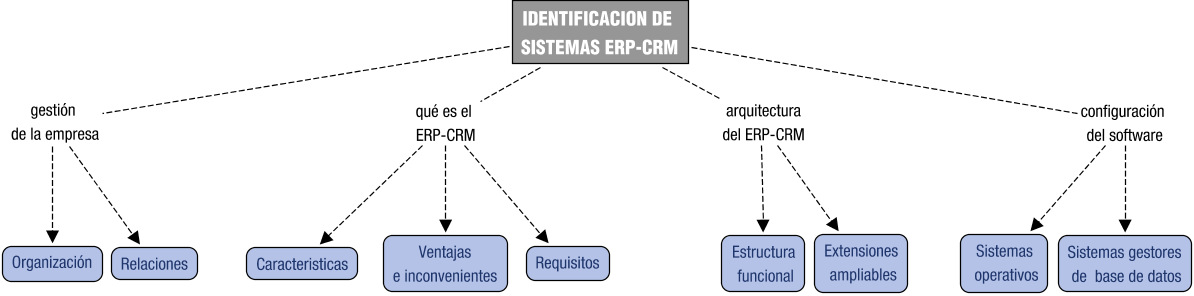 IDENTIFICACION DE
SISTEMAS ERP-CRM
gestión
de la empresa
qué es el
ERP-CRM
arquitectura
del ERP-CRM
configuración
del software
Organización
Relaciones
Caracteristicas
Ventajas
e inconvenientes
Requisitos
Estructura
funcional
Extensiones
ampliables
Sistemas
operativos
Sistemas gestores
de base de datos